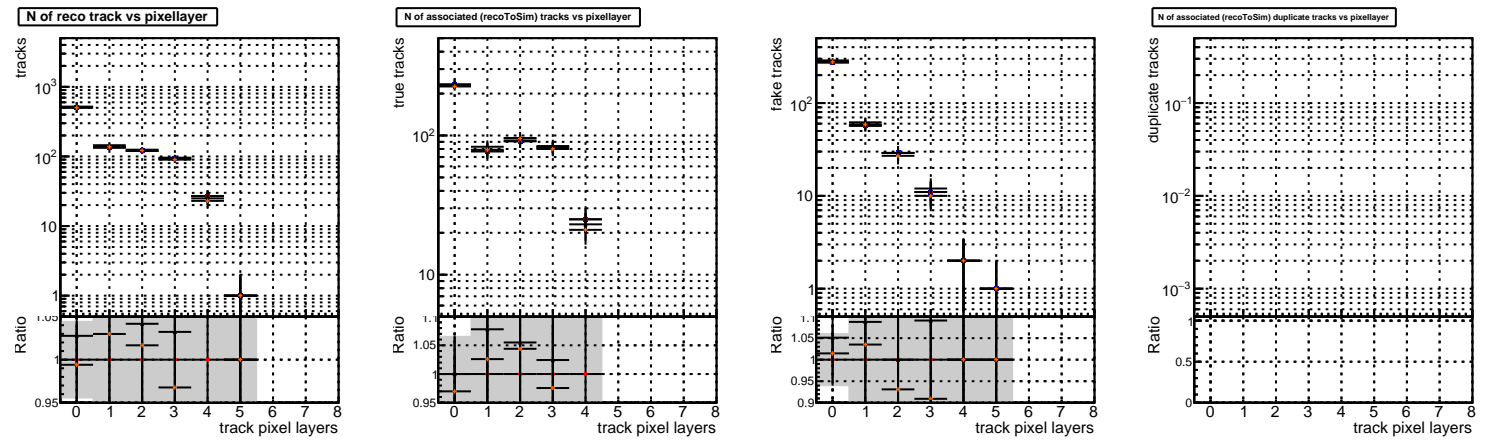 N of reco track vs pixellayer
tracks
10³
10²
10
1
Ratio
1.05
1
0.95
0 1 2 3 4 5 6 7 8
track pixel layers
N of associated (recoToSim) tracks vs pixellayer
true tracks
10²
10
Ratio
1.1
1.05
1
0.95
0 1 2 3 4 5 6 7 8
track pixel layers
fake tracks
10²
10
1
Ratio
1.1
1.05
1
0.95
0.9
0 1 2 3 4 5 6 7 8
track pixel layers
N of associated (recoToSim) duplicate tracks vs pixellayer
duplicate tracks
10⁻¹
10⁻²
10⁻³
Ratio
1
0.5
0
0 1 2 3 4 5 6 7 8
track pixel layers